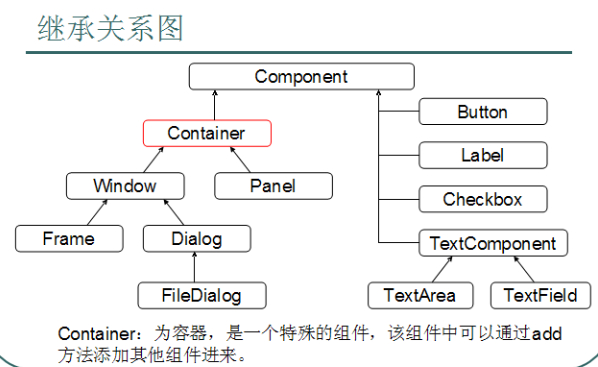 继承关系图
Component
Button
Container
Label
Window
Panel
Checkbox
Frame
Dialog
TextComponent
FileDialog
TextArea
TextField
Container：为容器，是一个特殊的组件，该组件中可以通过add
方法添加其他组件进来。